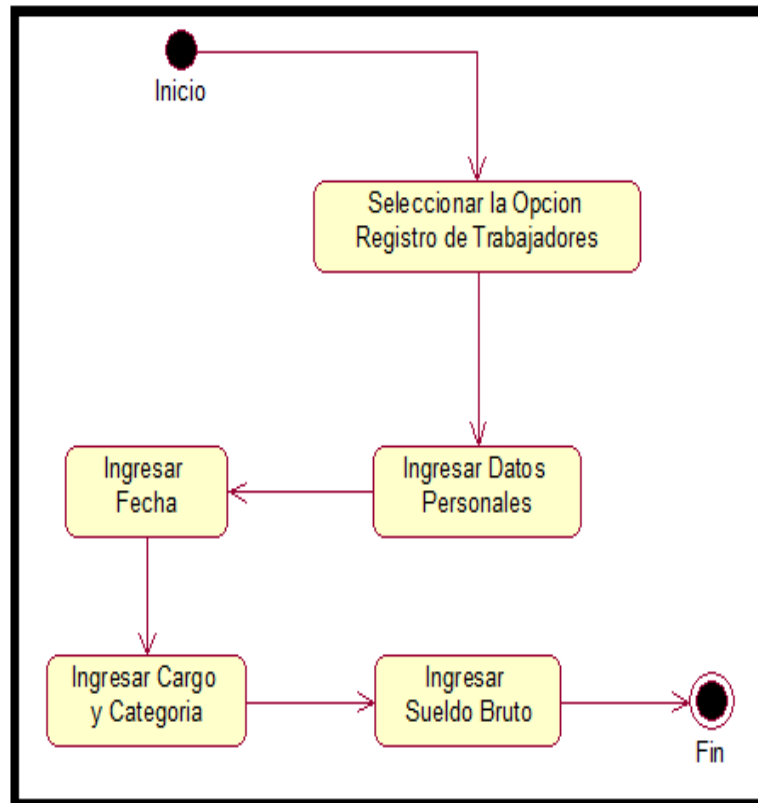 Inicio
Seleccionar la Opcion
Registro de Trabajadores
Ingresar Datos
Personales
Ingresar
Fecha
Ingresar Cargo
y Categoria
Ingresar
Sueldo Bruto
Fin